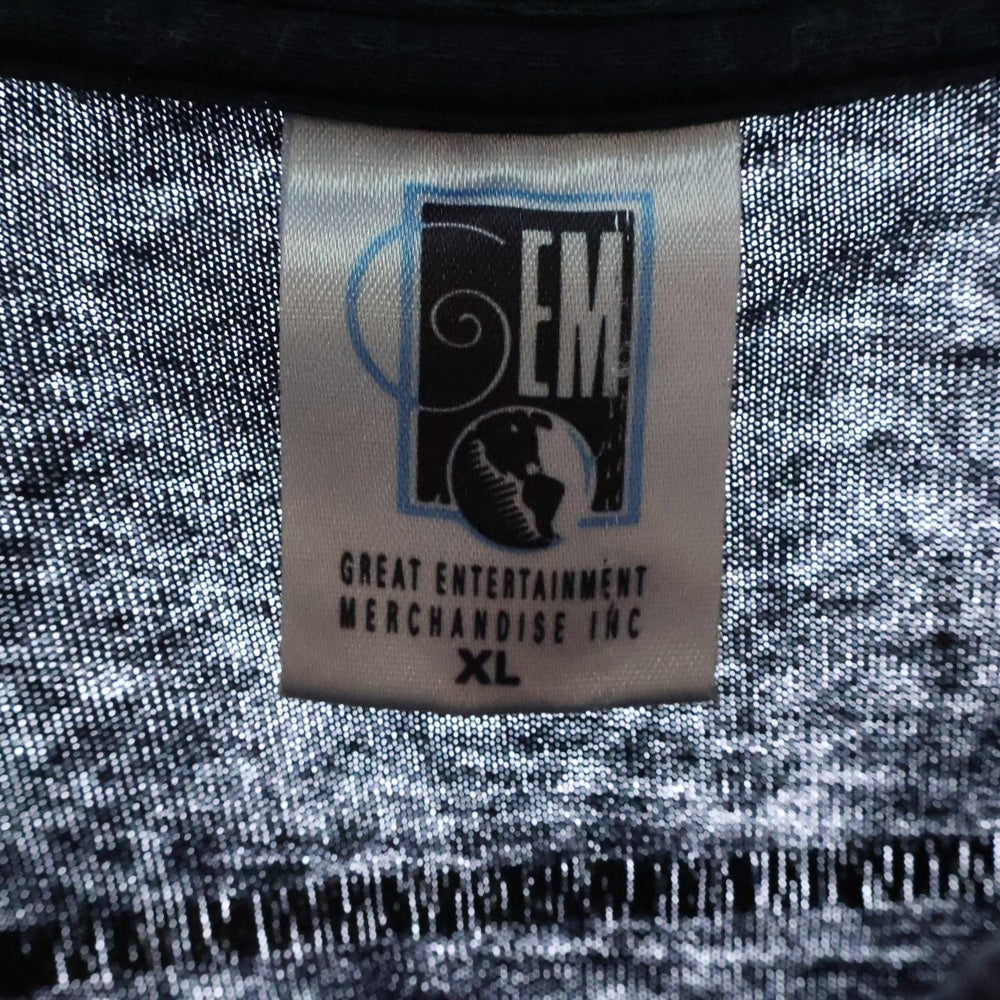 GEM
GREAT ENTERTAINMENT
MERCHANDISE INC
XL